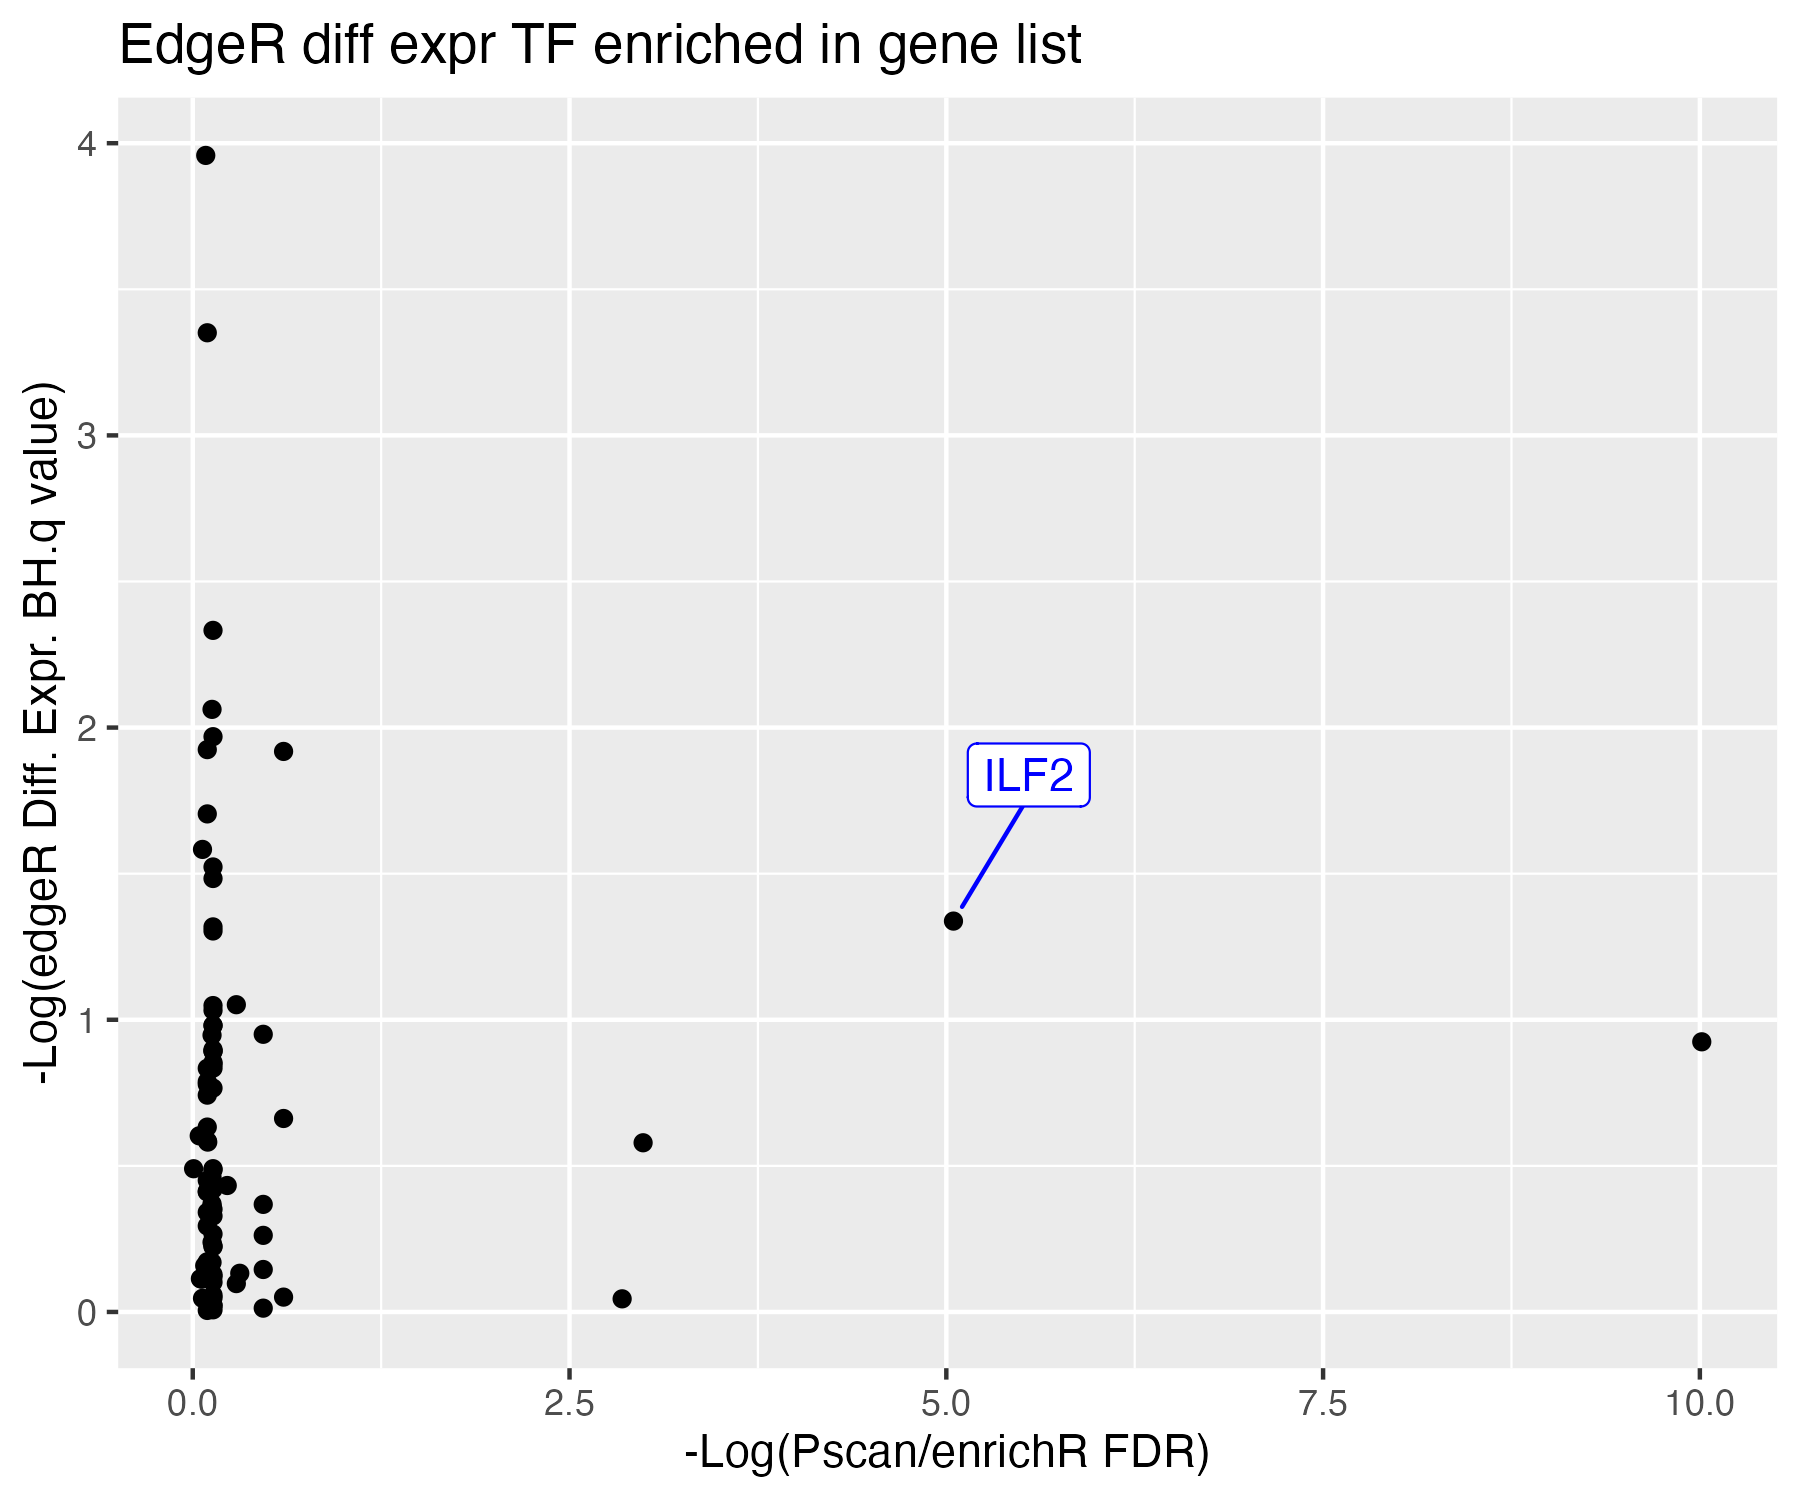 EdgeR diff expr TF enriched in gene list
-Log(edgeR Diff. Expr. BH.q value)
4
3
2
1
0
ILF2
0.0 2.5 5.0 7.5 10.0
-Log(Pscan/enrichR FDR)